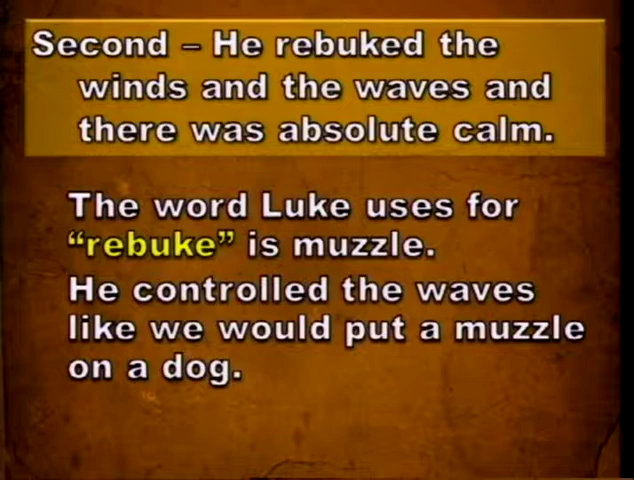 Second – He rebuked the
winds and the waves and
there was absolute calm.
The word Luke uses for
“rebuke” is muzzle.
He controlled the waves
like we would put a muzzle
on a dog.